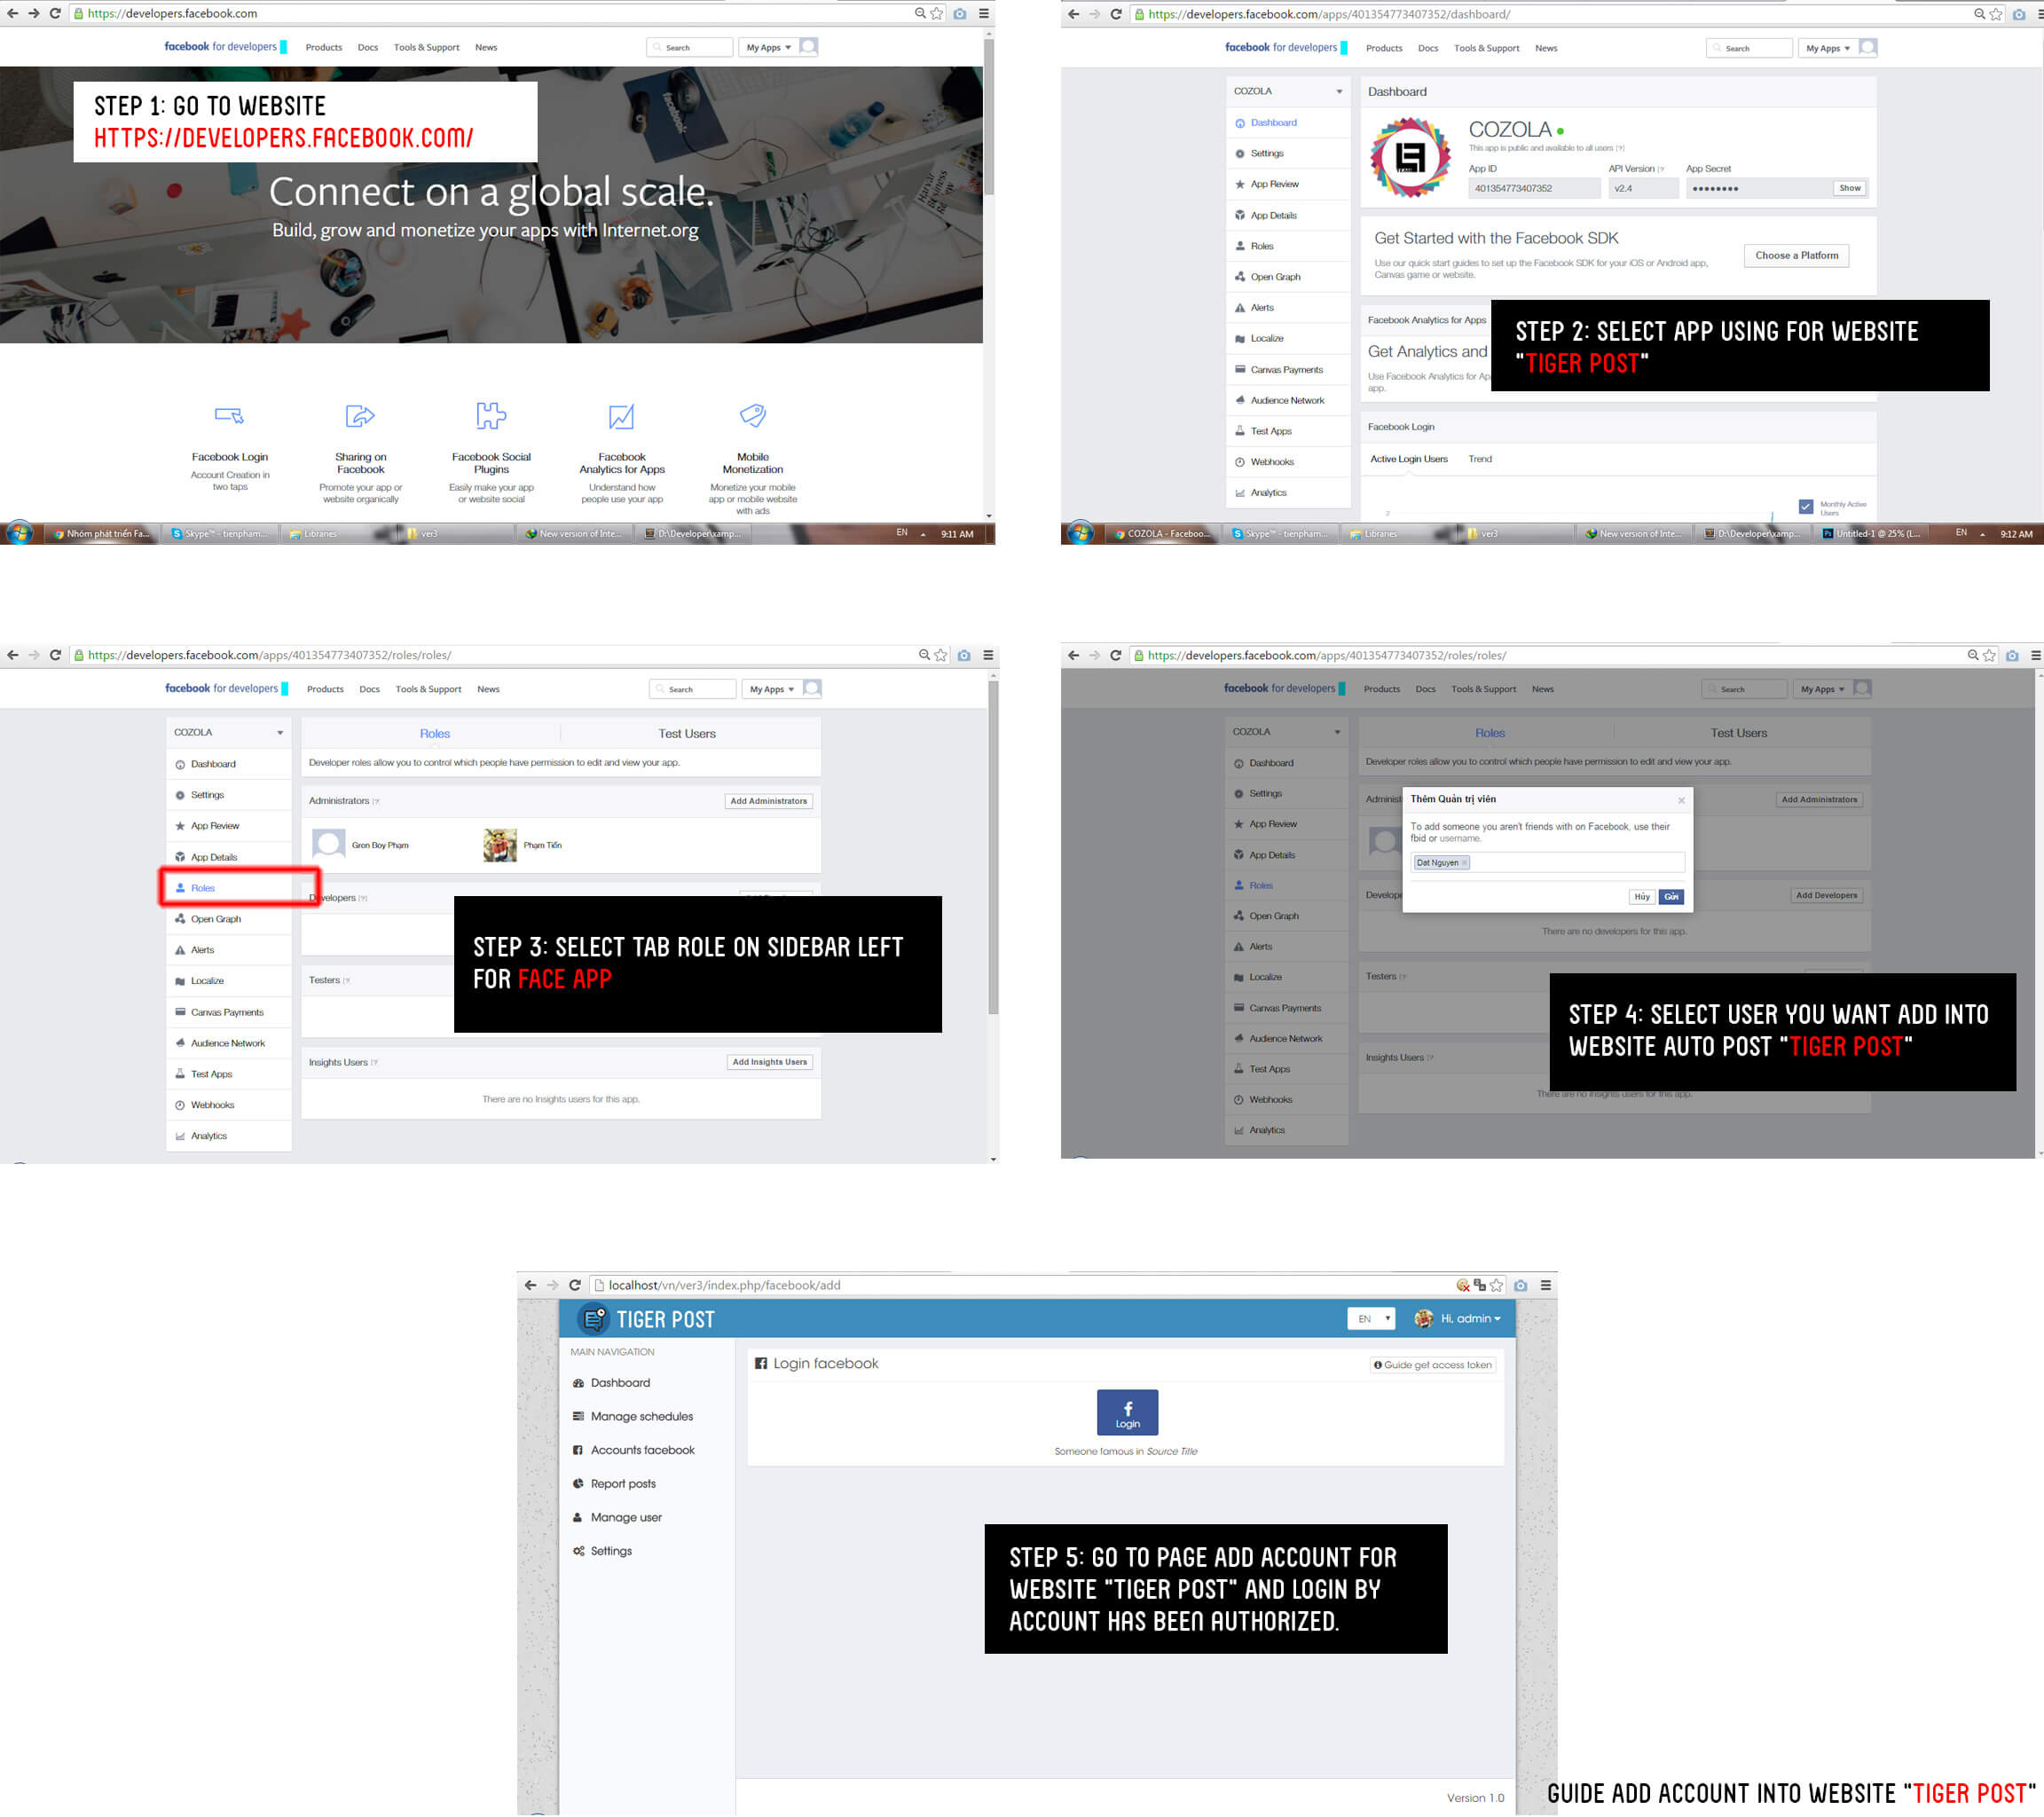 https://developers.facebook.com
facebook for developers
Products Docs Tools & Support News
Search
My Apps
STEP 1: GO TO WEBSITE
HTTPS://DEVELOPERS.FACEBOOK.COM/
Connect on a global scale.
Build, grow and monetize your apps with Internet.org
Facebook Login
Account Creation in
two taps
Sharing on
Facebook
Promote your app or
website organically
Facebook Social
Plugins
Easily make your app
or website social
Facebook
Analytics for Apps
Understand how
people use your app
Mobile
Monetization
Monetize your mobile
app or mobile website
with ads
Nhóm phát triển Fa...
Skype™ - tienpham...
Libraries
ver3
New version of Inte...
D:\Developer\xamp...
EN
9:11 AM
https://developers.facebook.com/apps/401354773407352/dashboard/
facebook for developers
Products Docs Tools & Support News
Search
My Apps
COZOLA
Dashboard
Settings
App Review
App Details
Roles
Open Graph
Alerts
Localize
Canvas Payments
Audience Network
Test Apps
Webhooks
Analytics
Dashboard
COZOLA
This app is public and available to all users [?]
App ID
API Version [?]
App Secret
401354773407352
v2.4
●●●●●●●●
Show
Get Started with the Facebook SDK
Use our quick start guides to set up the Facebook SDK for your iOS or Android app,
Canvas game or website.
Choose a Platform
Facebook Analytics for Apps
Get Analytics and
Use Facebook Analytics for Ap
app.
STEP 2: SELECT APP USING FOR WEBSITE
"TIGER POST"
Facebook Login
Active Login Users Trend
2
Monthly Active
Users
COZOLA - Faceboo...
Skype™ - tienpham...
Libraries
ver3
New version of Inte...
D:\Developer\xamp...
Untitled-1 @ 25% (L...
EN
9:12 AM
https://developers.facebook.com/apps/401354773407352/roles/roles/
facebook for developers
Products Docs Tools & Support News
Search
My Apps
COZOLA
Dashboard
Settings
App Review
App Details
Roles
Open Graph
Alerts
Localize
Canvas Payments
Audience Network
Test Apps
Webhooks
Analytics
Roles
Test Users
Developer roles allow you to control which people have permission to edit and view your app.
Administrators [?]
Add Administrators
Gron Boy Phạm
Phạm Tiến
Developers [?]
STEP 3: SELECT TAB ROLE ON SIDEBAR LEFT
FOR FACE APP
Testers [?]
Insights Users [?]
Add Insights Users
There are no Insights users for this app.
https://developers.facebook.com/apps/401354773407352/roles/roles/
facebook for developers
Products Docs Tools & Support News
Search
My Apps
COZOLA
Dashboard
Settings
App Review
App Details
Roles
Open Graph
Alerts
Localize
Canvas Payments
Audience Network
Test Apps
Webhooks
Analytics
Roles
Test Users
Developer roles allow you to control which people have permission to edit and view your app.
Administ
Add Administrators
Thêm Quản trị viên
To add someone you aren't friends with on Facebook, use their
fbid or username.
Dat Nguyen
Hủy
Gửi
Develope
Add Developers
There are no developers for this app.
Testers [?]
STEP 4: SELECT USER YOU WANT ADD INTO
WEBSITE AUTO POST "TIGER POST"
Insights Users [?]
There are no Insights users for this app.
localhost/vn/ver3/index.php/facebook/add
TIGER POST
EN
Hi, admin
MAIN NAVIGATION
Dashboard
Manage schedules
Accounts facebook
Report posts
Manage user
Settings
Login facebook
Guide get access token
Login
Someone famous in Source Title
STEP 5: GO TO PAGE ADD ACCOUNT FOR
WEBSITE "TIGER POST" AND LOGIN BY
ACCOUNT HAS BEEN AUTHORIZED.
Version 1.0
GUIDE ADD ACCOUNT INTO WEBSITE "TIGER POST"